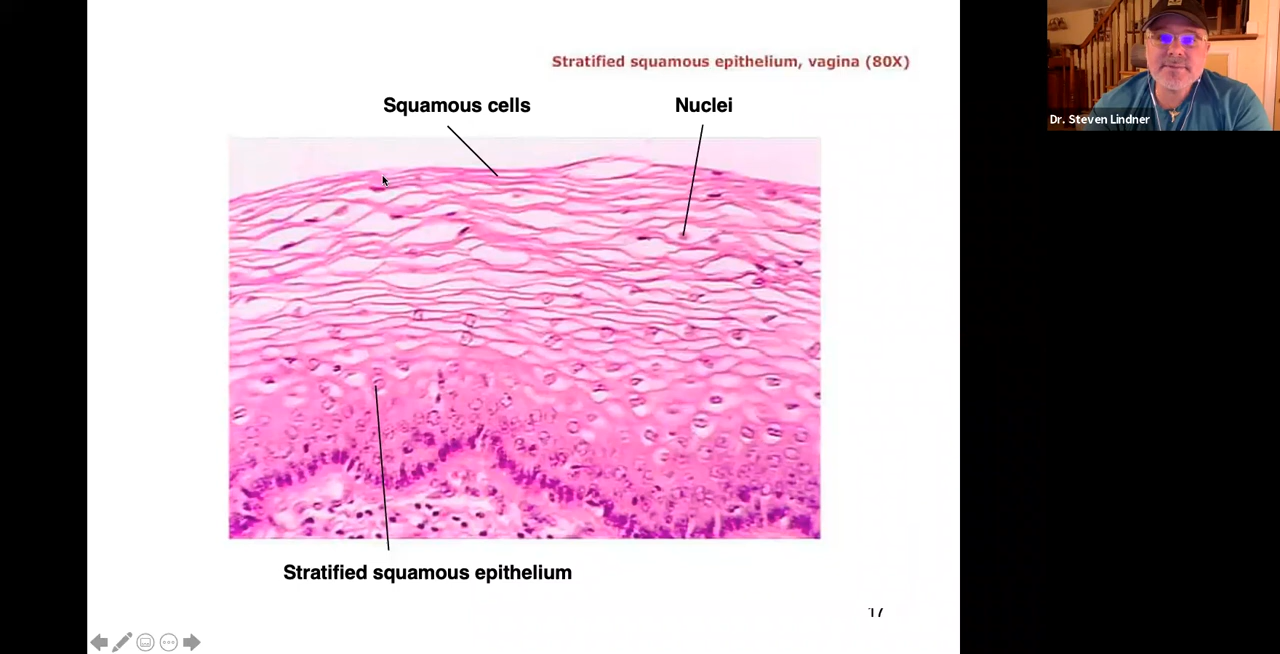 Stratified squamous epithelium, vagina (80X)
Squamous cells
Nuclei
Dr. Steven Lindner
Stratified squamous epithelium
17